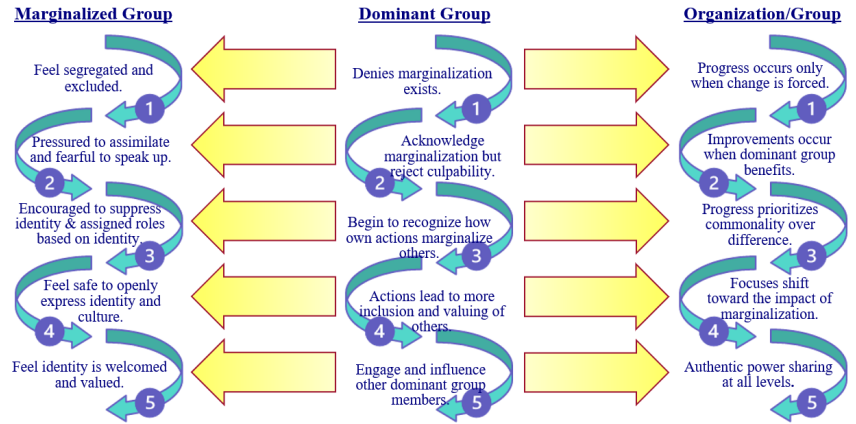 Marginalized Group
Dominant Group
Organization/Group
Feel segregated and
excluded.
1
Denies marginalization
exists.
1
Progress occurs only
when change is forced.
1
Pressured to assimilate
and fearful to speak up.
2
Acknowledge
marginalization but
reject culpability.
2
Improvements occur
when dominant group
benefits.
2
Encouraged to suppress
identity & assigned roles
based on identity.
3
Begin to recognize how
own actions marginalize
others.
3
Progress prioritizes
commonality over
difference.
3
Feel safe to openly
express identity and
culture.
4
Actions lead to more
inclusion and valuing of
others.
4
Focuses shift
toward the impact of
marginalization.
4
Feel identity is welcomed
and valued.
5
Engage and influence
other dominant group
members.
5
Authentic power sharing
at all levels.
5